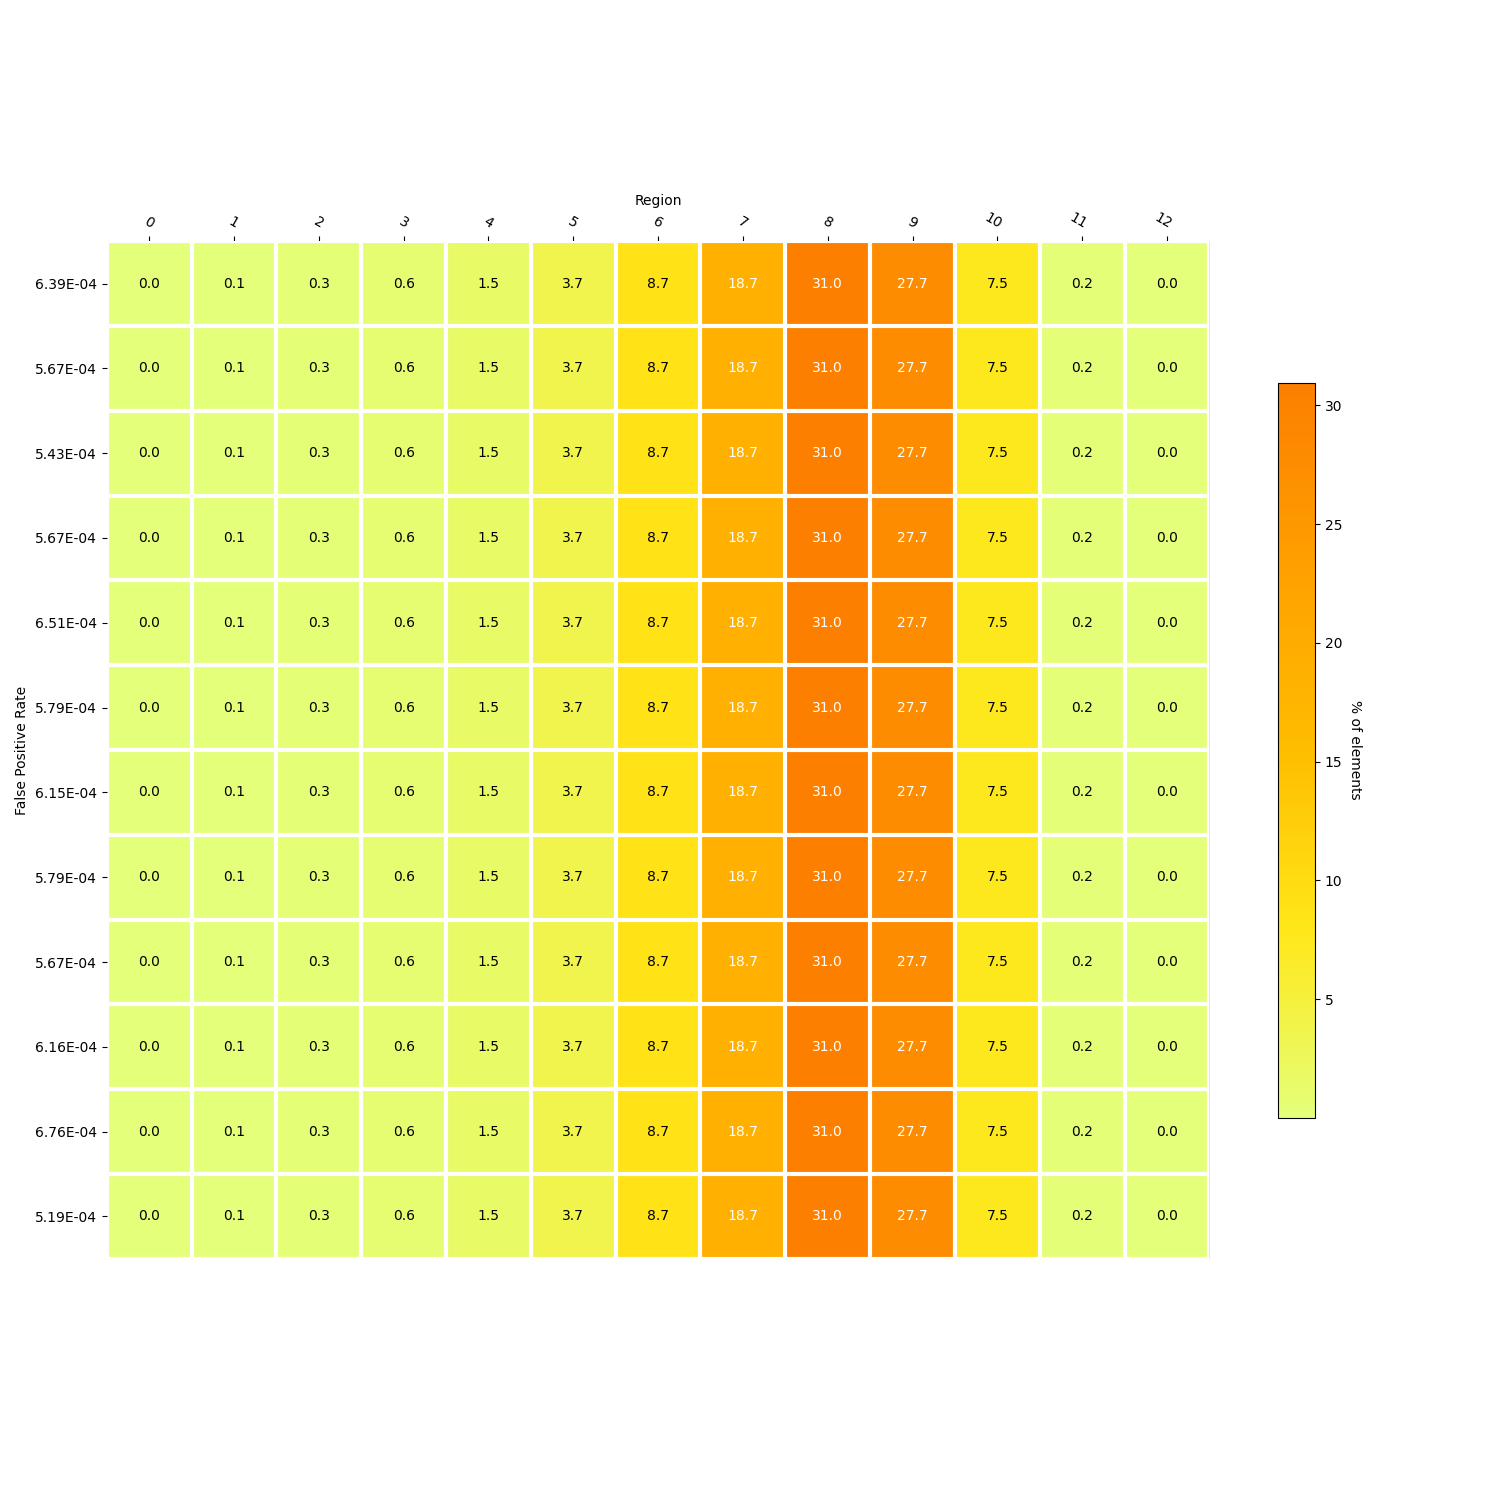 Region
0 1 2 3 4 5 6 7 8 9 10 11 12
6.39E-04 0.0 0.1 0.3 0.6 1.5 3.7 8.7 18.7 31.0 27.7 7.5 0.2 0.0
5.67E-04 0.0 0.1 0.3 0.6 1.5 3.7 8.7 18.7 31.0 27.7 7.5 0.2 0.0
5.43E-04 0.0 0.1 0.3 0.6 1.5 3.7 8.7 18.7 31.0 27.7 7.5 0.2 0.0
5.67E-04 0.0 0.1 0.3 0.6 1.5 3.7 8.7 18.7 31.0 27.7 7.5 0.2 0.0
6.51E-04 0.0 0.1 0.3 0.6 1.5 3.7 8.7 18.7 31.0 27.7 7.5 0.2 0.0
5.79E-04 0.0 0.1 0.3 0.6 1.5 3.7 8.7 18.7 31.0 27.7 7.5 0.2 0.0
6.15E-04 0.0 0.1 0.3 0.6 1.5 3.7 8.7 18.7 31.0 27.7 7.5 0.2 0.0
5.79E-04 0.0 0.1 0.3 0.6 1.5 3.7 8.7 18.7 31.0 27.7 7.5 0.2 0.0
5.67E-04 0.0 0.1 0.3 0.6 1.5 3.7 8.7 18.7 31.0 27.7 7.5 0.2 0.0
6.16E-04 0.0 0.1 0.3 0.6 1.5 3.7 8.7 18.7 31.0 27.7 7.5 0.2 0.0
6.76E-04 0.0 0.1 0.3 0.6 1.5 3.7 8.7 18.7 31.0 27.7 7.5 0.2 0.0
5.19E-04 0.0 0.1 0.3 0.6 1.5 3.7 8.7 18.7 31.0 27.7 7.5 0.2 0.0
False Positive Rate
30
25
20
15
10
5
% of elements